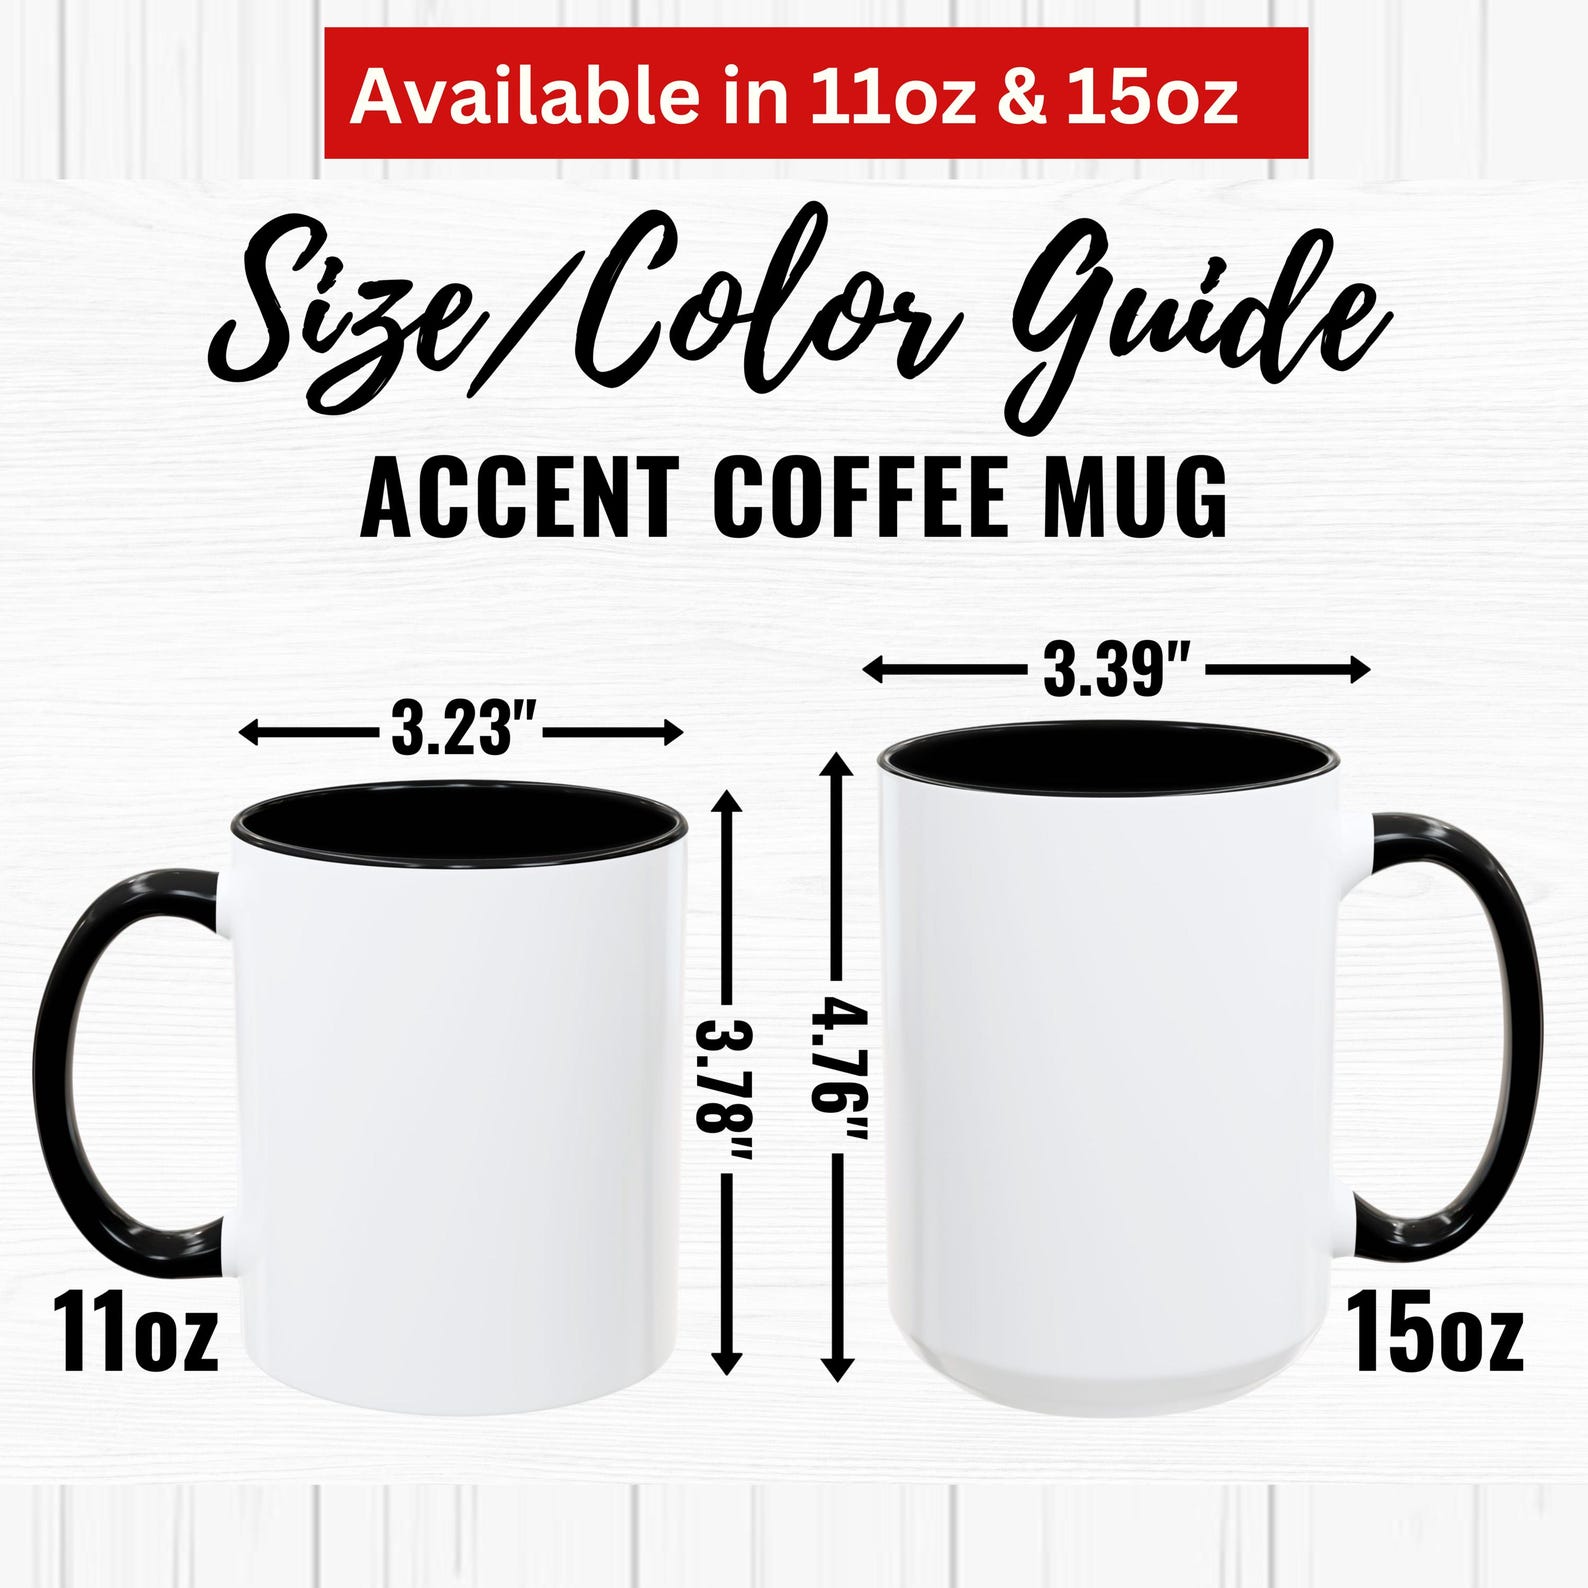 Available in 11oz & 15oz
Size/Color Guide
ACCENT COFFEE MUG
3.23"
3.39"
3.78"
4.76"
11oz
15oz